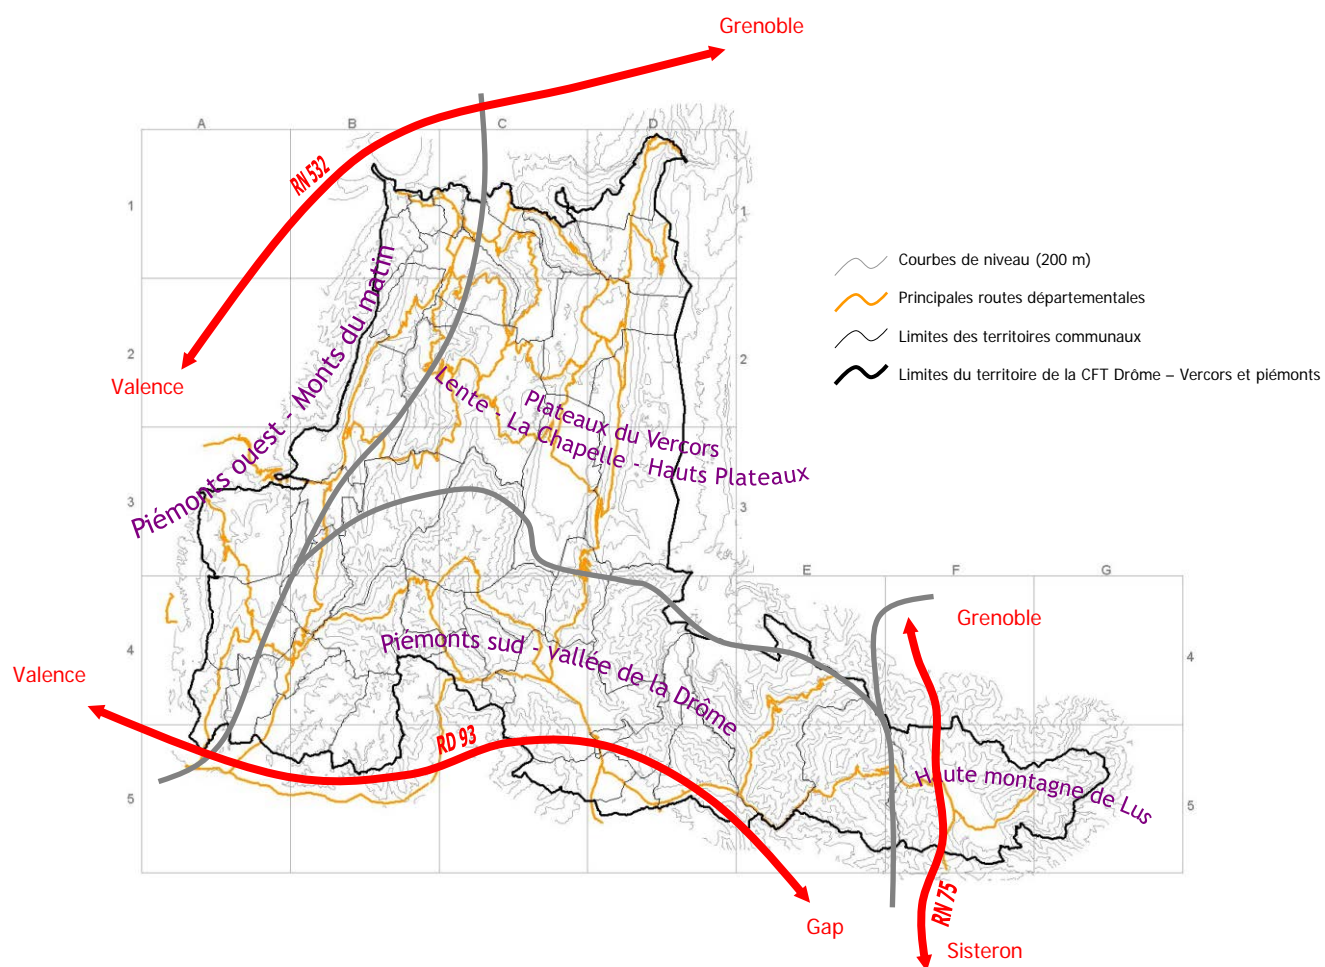 Grenoble
A
B
C
D
RN 532
1
1
Piémonts ouest - Monts du matin
Courbes de niveau (200 m)
Principales routes départementales
Limites des territoires communaux
Limites du territoire de la CFT Drôme – Vercors et piémonts
2
2
Valence
Plateaux du Vercors
Lente - La Chapelle - Hauts Plateaux
3
3
E
F
G
Grenoble
4
4
Piémonts sud - vallée de la Drôme
Valence
RD 93
Haute montagne de Lus
5
5
RN 75
Gap
Sisteron